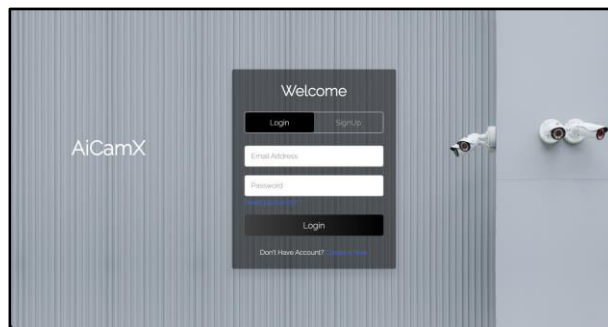 Welcome
Login SignUp
AiCamX
Email Address
Password
Login
Don't Have Account?